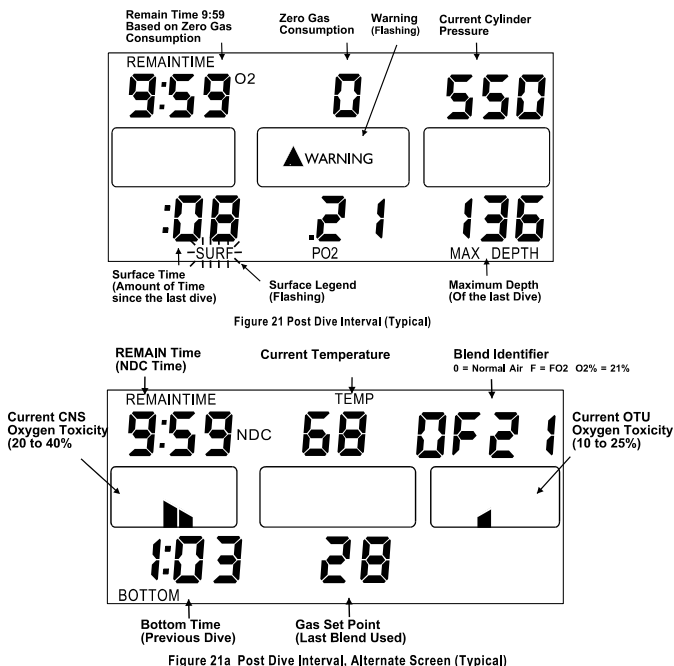 Remain Time 9:59
Based on Zero Gas
Consumption
Zero Gas
Consumption
Warning
(Flashing)
Current Cylinder
Pressure
REMAINTIME
9:59 O2 0 550
WARNING
:08 .21 136
SURF PO2 MAX DEPTH
Surface Time
(Amount of Time
since the last dive)
Surface Legend
(Flashing)
Maximum Depth
(Of the last Dive)
Figure 21 Post Dive Interval (Typical)
REMAIN Time
(NDC Time)
Current Temperature
Blend Identifier
0 = Normal Air F = FO2 O2% = 21%
Current CNS
Oxygen Toxicity
(20 to 40%
REMAINTIME TEMP
9:59 NDC 68 0F21
Current OTU
Oxygen Toxicity
(10 to 25%)
1:03 28
BOTTOM
Bottom Time
(Previous Dive)
Gas Set Point
(Last Blend Used)
Figure 21a Post Dive Interval, Alternate Screen (Typical)